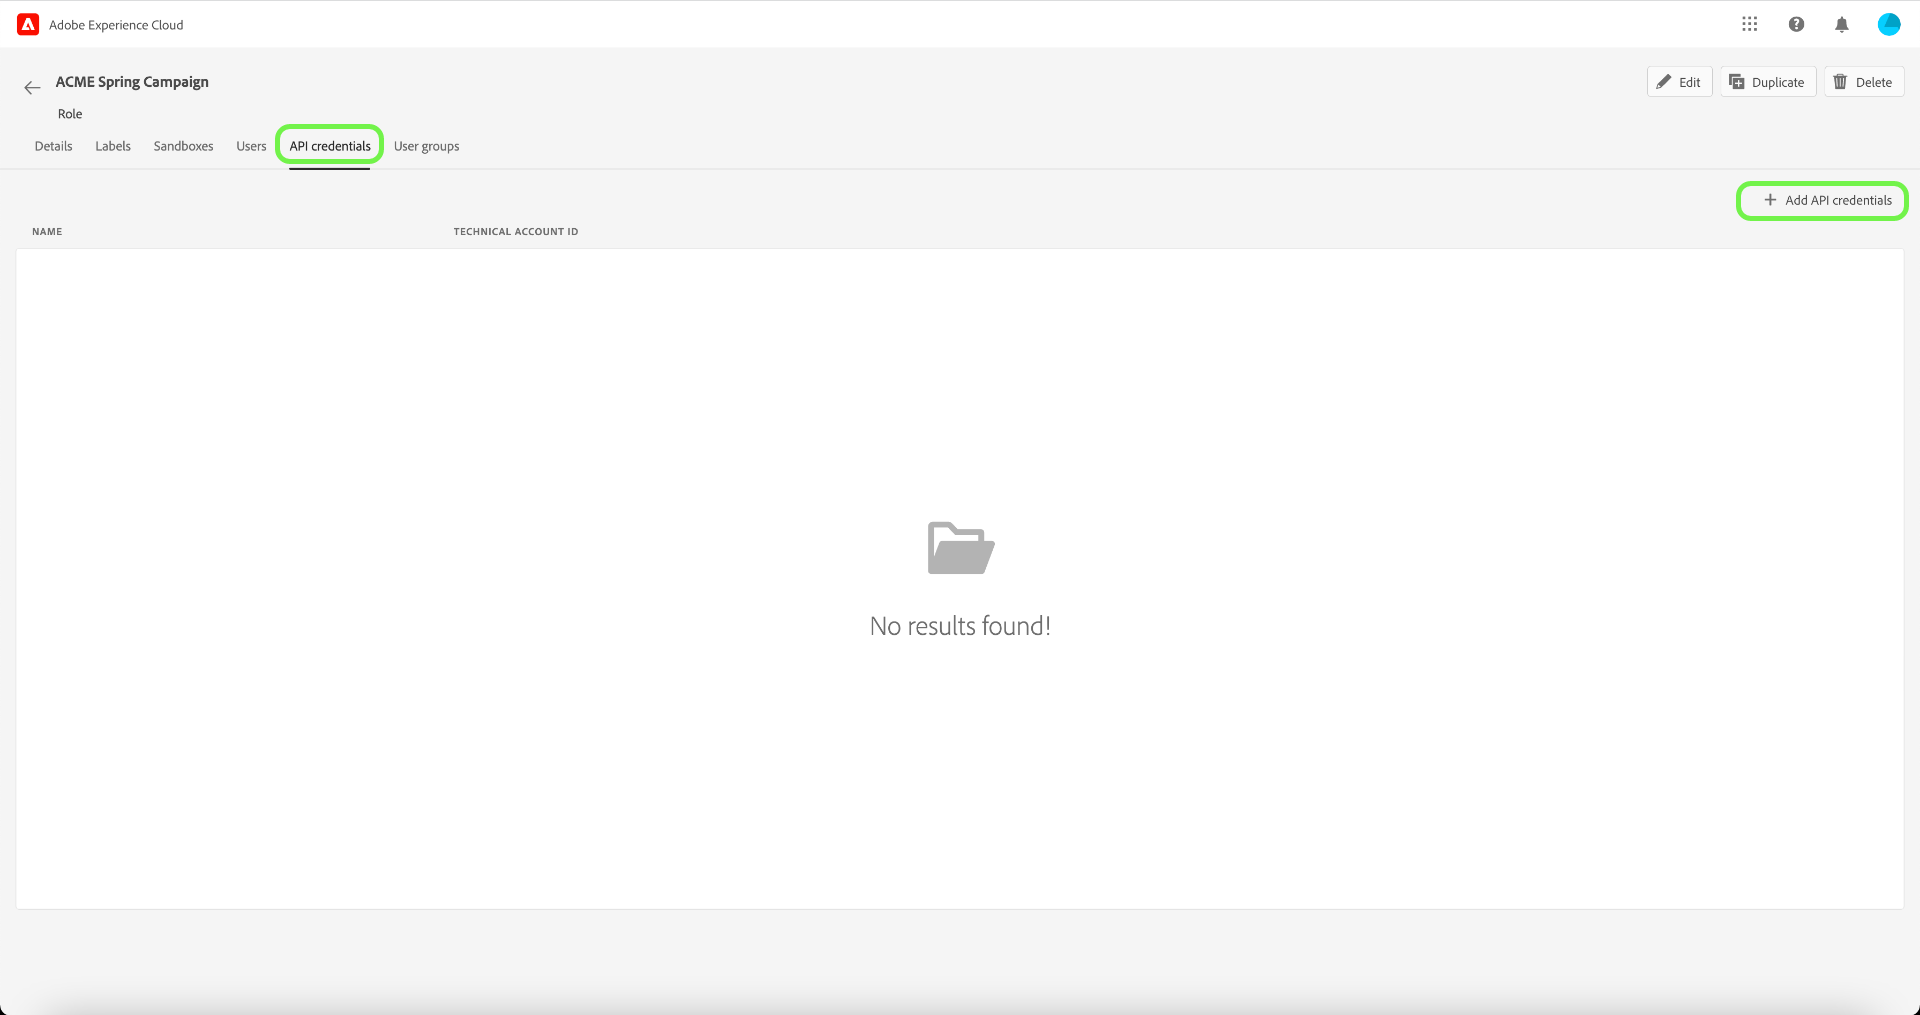 Adobe Experience Cloud
ACME Spring Campaign
Edit
Duplicate
Delete
Role
Details Labels Sandboxes Users API credentials User groups
Add API credentials
NAME TECHNICAL ACCOUNT ID
No results found!